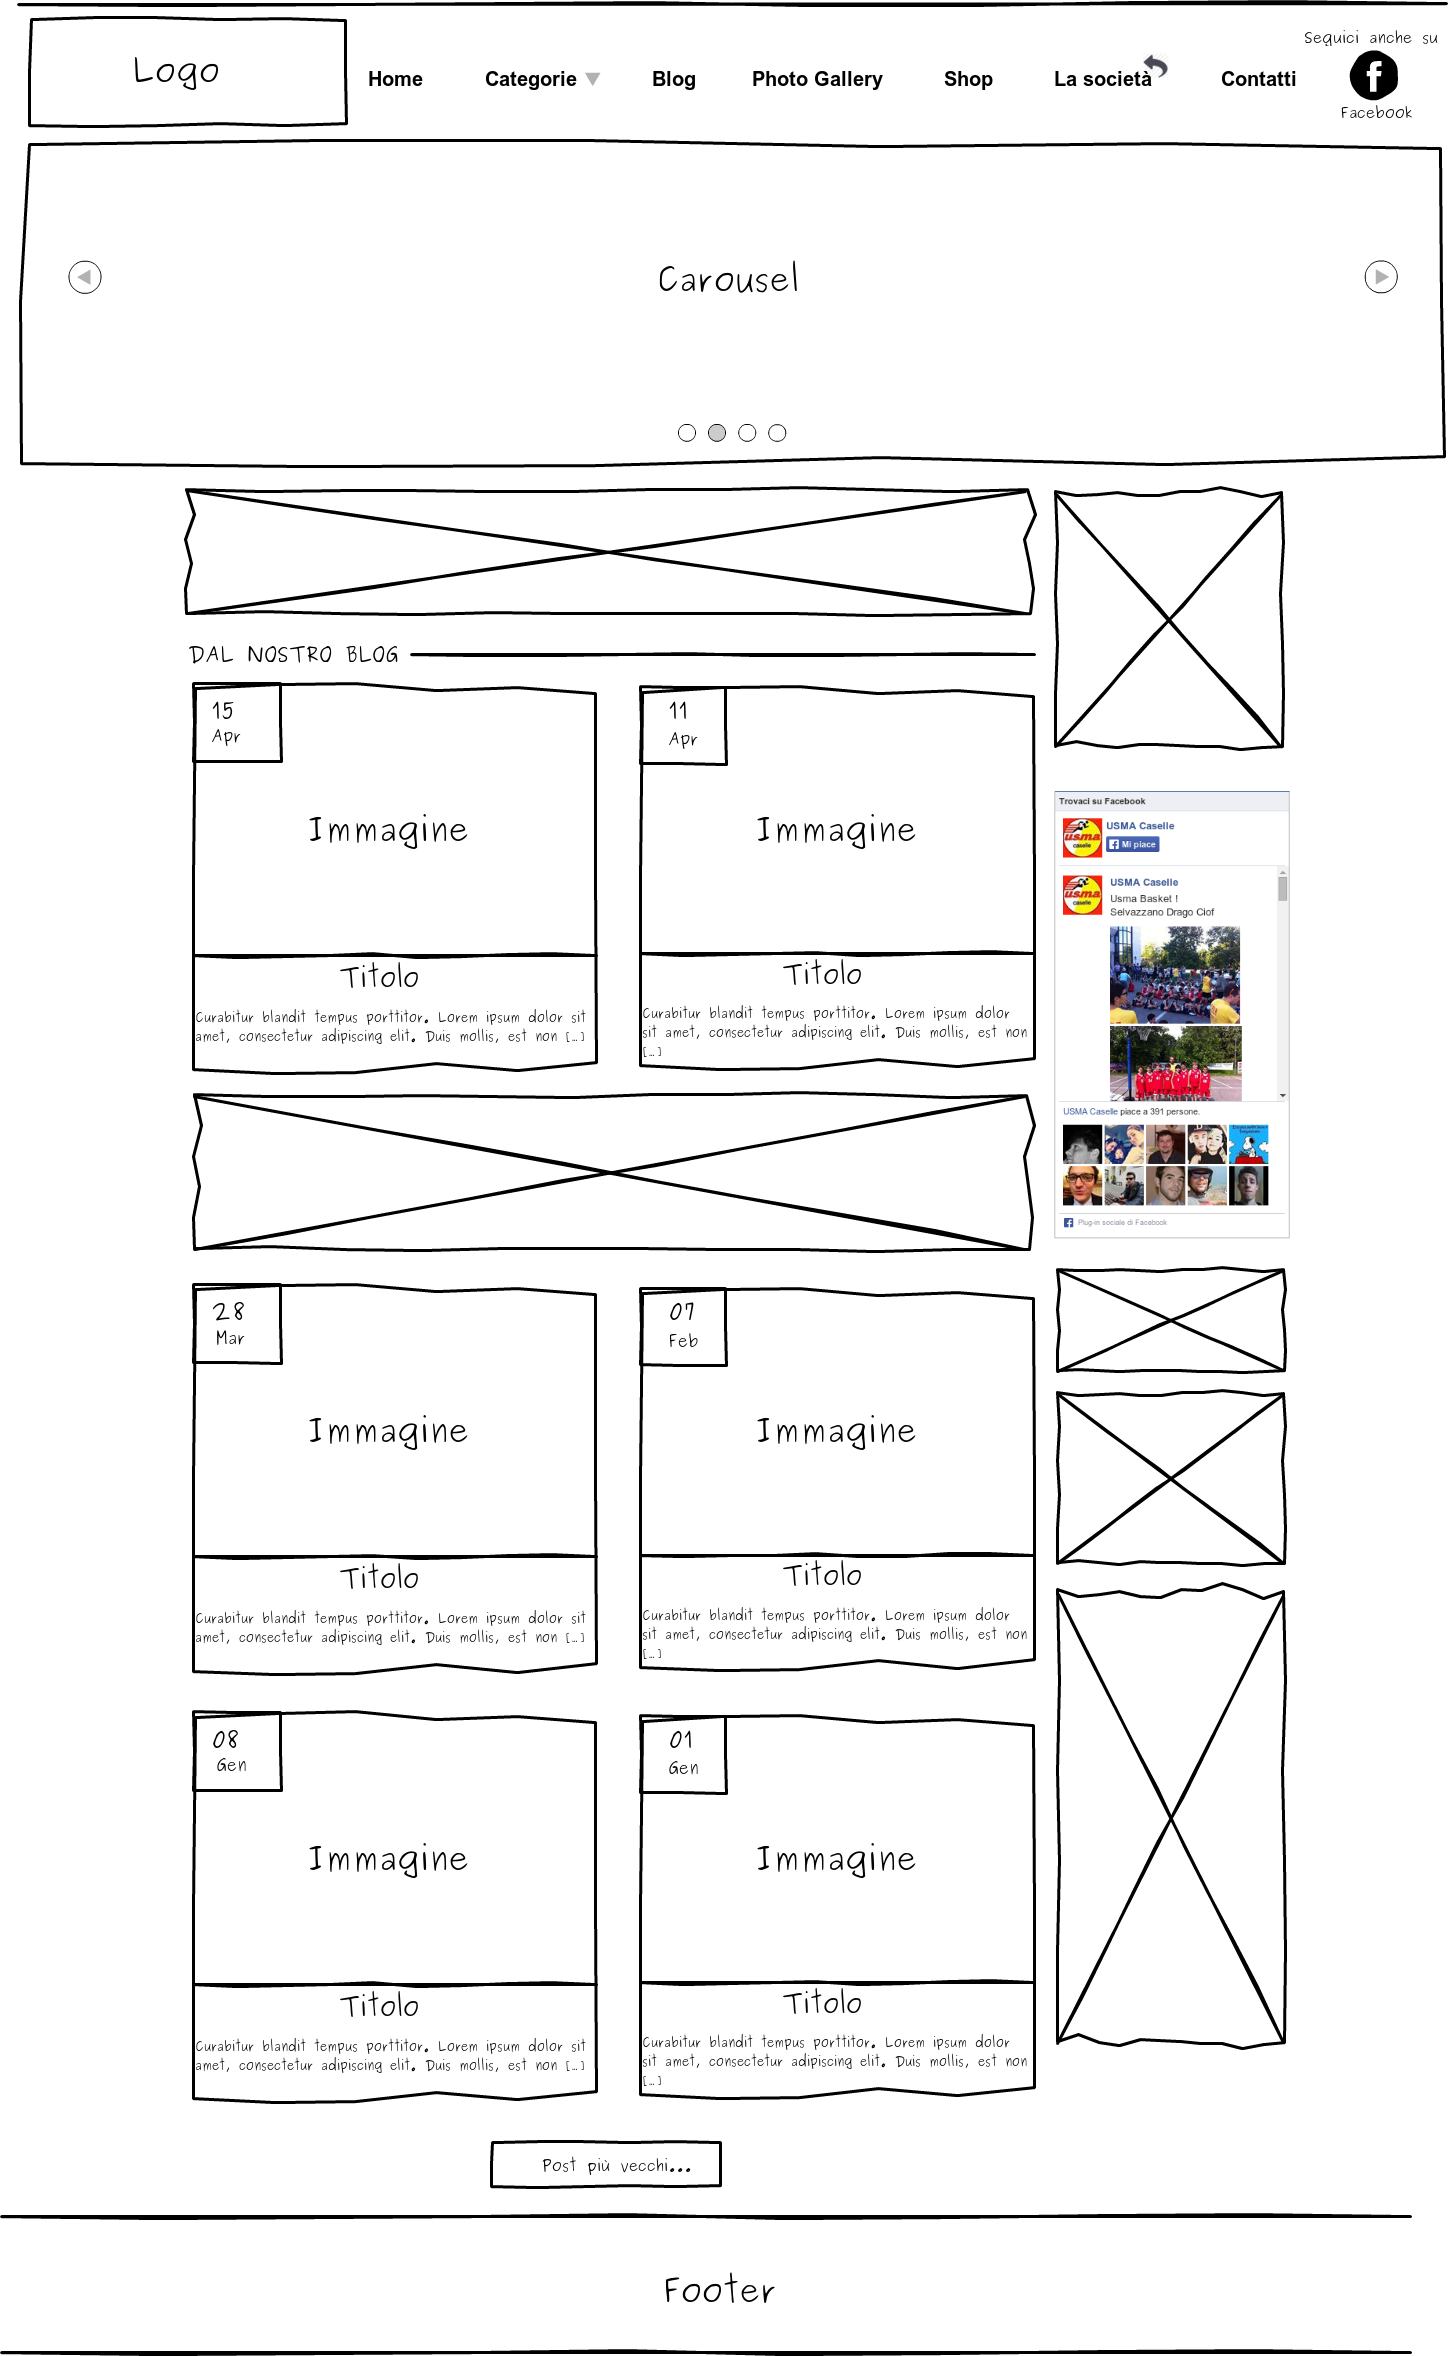 Logo
Home Categorie Blog Photo Gallery Shop La società Contatti
Seguici anche su
Facebook
Carousel
DAL NOSTRO BLOG
15
Apr
Immagine
Titolo
Curabitur blandit tempus porttitor. Lorem ipsum dolor sit
amet, consectetur adipiscing elit. Duis mollis, est non [...]
11
Apr
Immagine
Titolo
Curabitur blandit tempus porttitor. Lorem ipsum dolor
sit amet, consectetur adipiscing elit. Duis mollis, est non
[...]
Trovaci su Facebook
usma
caselle
USMA Caselle
Mi piace
usma
caselle
USMA Caselle
Usma Basket !
Selvazzano Drago Ciof
USMA Caselle piace a 391 persone.
Plug-in sociale di Facebook
28
Mar
Immagine
Titolo
Curabitur blandit tempus porttitor. Lorem ipsum dolor sit
amet, consectetur adipiscing elit. Duis mollis, est non [...]
07
Feb
Immagine
Titolo
Curabitur blandit tempus porttitor. Lorem ipsum dolor
sit amet, consectetur adipiscing elit. Duis mollis, est non
[...]
08
Gen
Immagine
Titolo
Curabitur blandit tempus porttitor. Lorem ipsum dolor sit
amet, consectetur adipiscing elit. Duis mollis, est non [...]
01
Gen
Immagine
Titolo
Curabitur blandit tempus porttitor. Lorem ipsum dolor
sit amet, consectetur adipiscing elit. Duis mollis, est non
[...]
Post più vecchi...
Footer